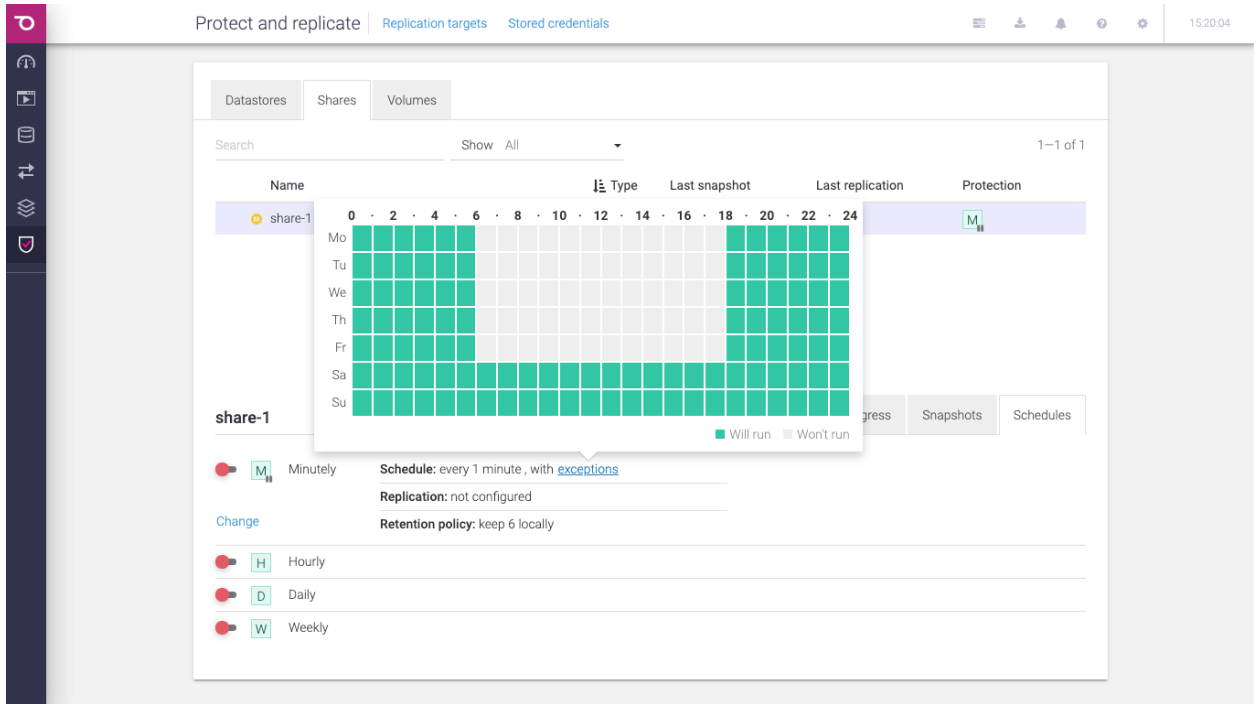 Protect and replicate Replication targets Stored credentials 15:20:04
Datastores Shares Volumes
Search Show All 1—1 of 1
Name Type Last snapshot Last replication Protection
share-1 M
0 · 2 · 4 · 6 · 8 · 10 · 12 · 14 · 16 · 18 · 20 · 22 · 24
Mo
Tu
We
Th
Fr
Sa
Su
Will run Won't run
share-1 gress Snapshots Schedules
M Minutely Schedule: every 1 minute , with exceptions
Replication: not configured
Change Retention policy: keep 6 locally
H Hourly
D Daily
W Weekly